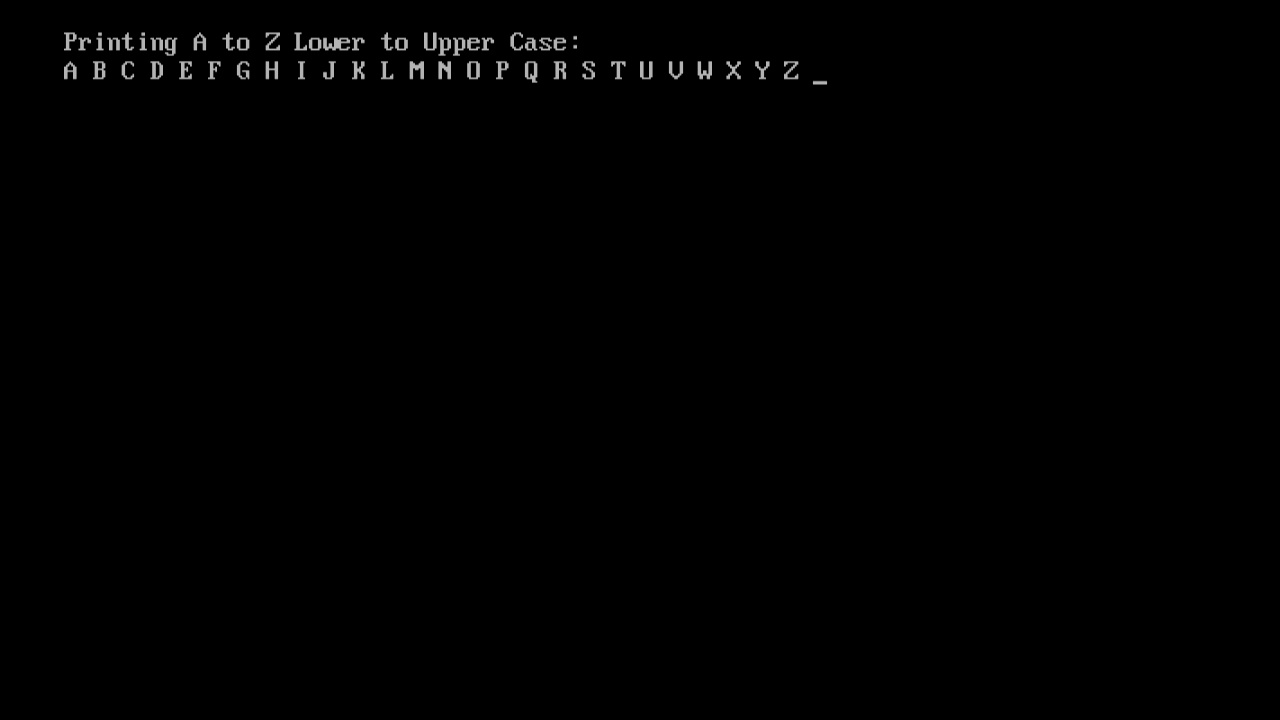 Printing A to Z Lower to Upper Case:
A B C D E F G H I J K L M N O P Q R S T U V W X Y Z _